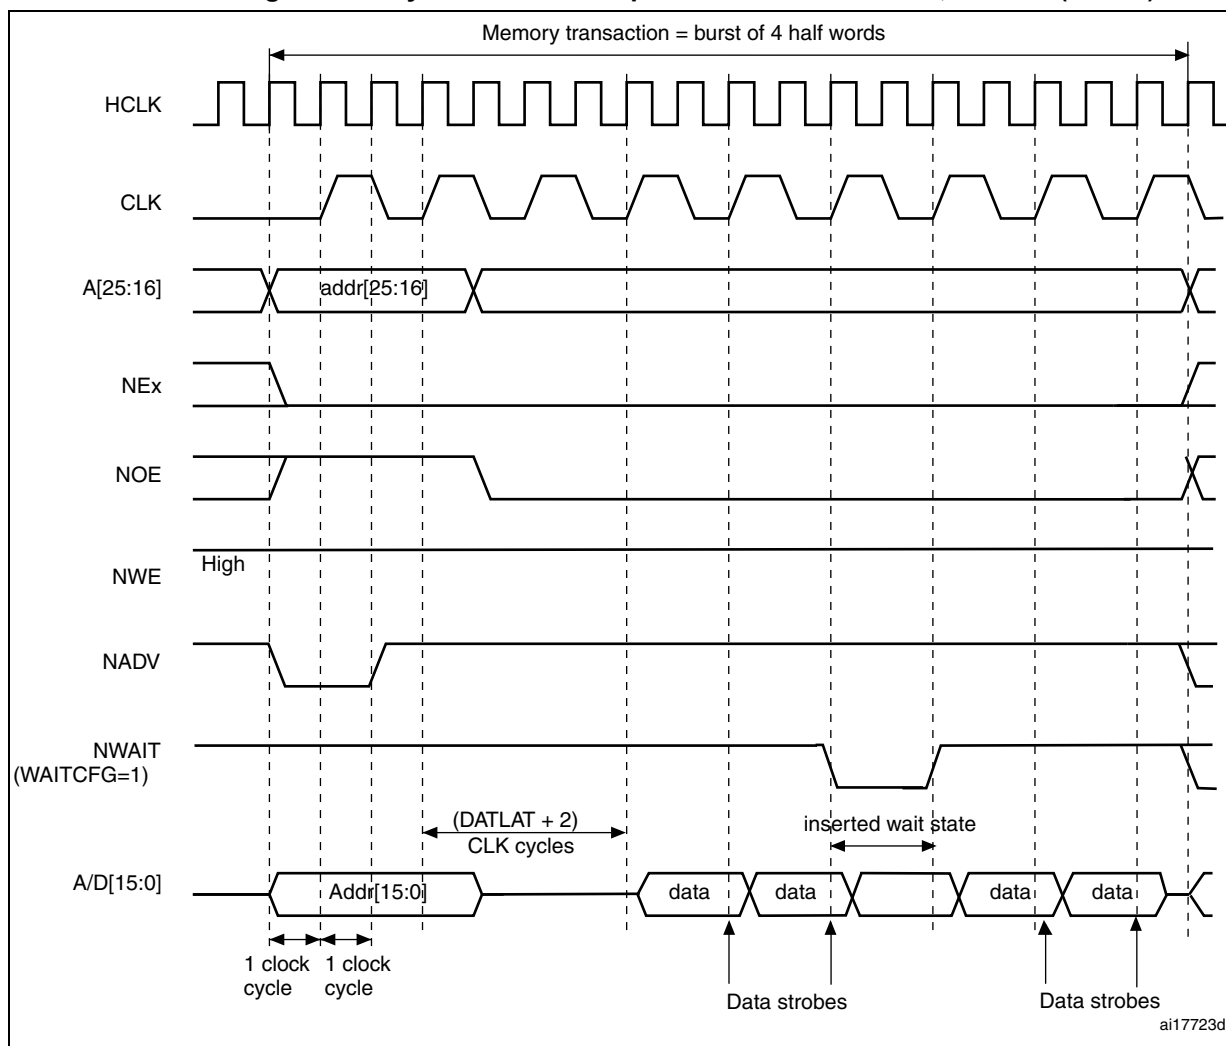 Memory transaction = burst of 4 half words
HCLK
CLK
A[25:16]
addr[25:16]
NEx
NOE
High
NWE
NADV
NWAIT
(WAITCFG=1)
(DATLAT + 2)
CLK cycles
inserted wait state
A/D[15:0]
Addr[15:0]
data
data
data
data
1 clock
cycle
1 clock
cycle
Data strobes
Data strobes
ai17723d